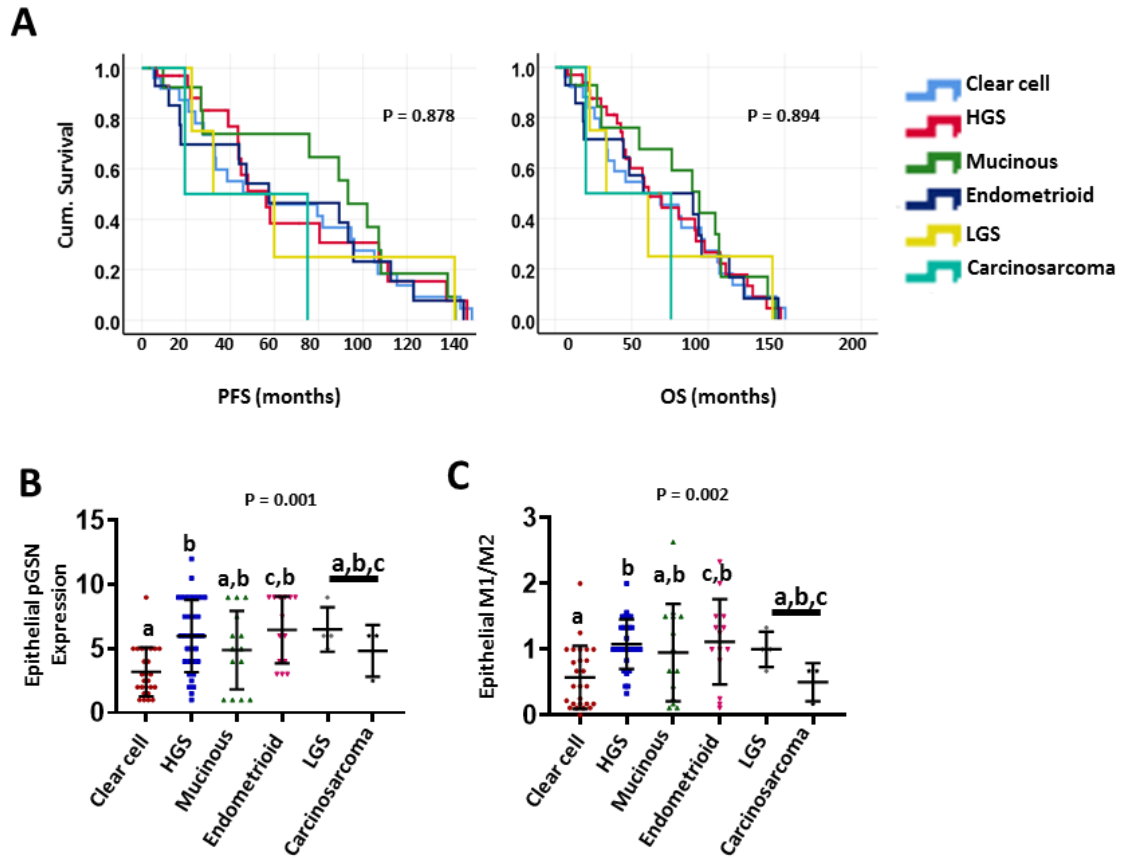 A
1.0
0.8
0.6
0.4
0.2
0.0
Cum. Survival
P = 0.878
0 20 40 60 80 100 120 140
PFS (months)
1.0
0.8
0.6
0.4
0.2
0.0
P = 0.894
0 50 100 150 200
OS (months)
Clear cell
HGS
Mucinous
Endometrioid
LGS
Carcinosarcoma
B
P = 0.001
15
10
5
0
Epithelial pGSN
Expression
a
b
a,b
c,b
a,b,c
Clear cell
HGS
Mucinous
Endometrioid
LGS
Carcinosarcoma
C
P = 0.002
3
2
1
0
Epithelial M1/M2
a
b
a,b
c,b
a,b,c
Clear cell
HGS
Mucinous
Endometrioid
LGS
Carcinosarcoma